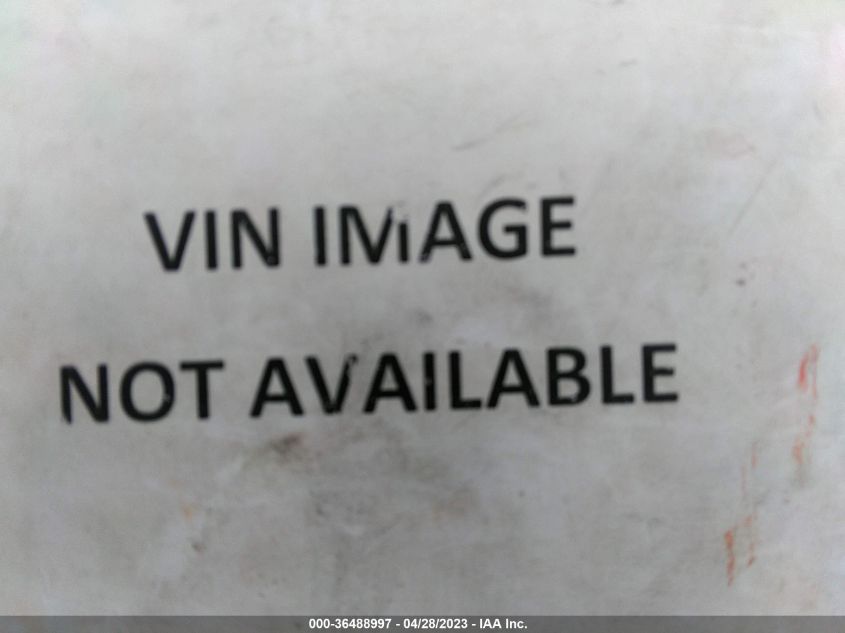 VIN IMAGE
NOT AVAILABLE
000-36488997 - 04/28/2023 - IAA Inc.